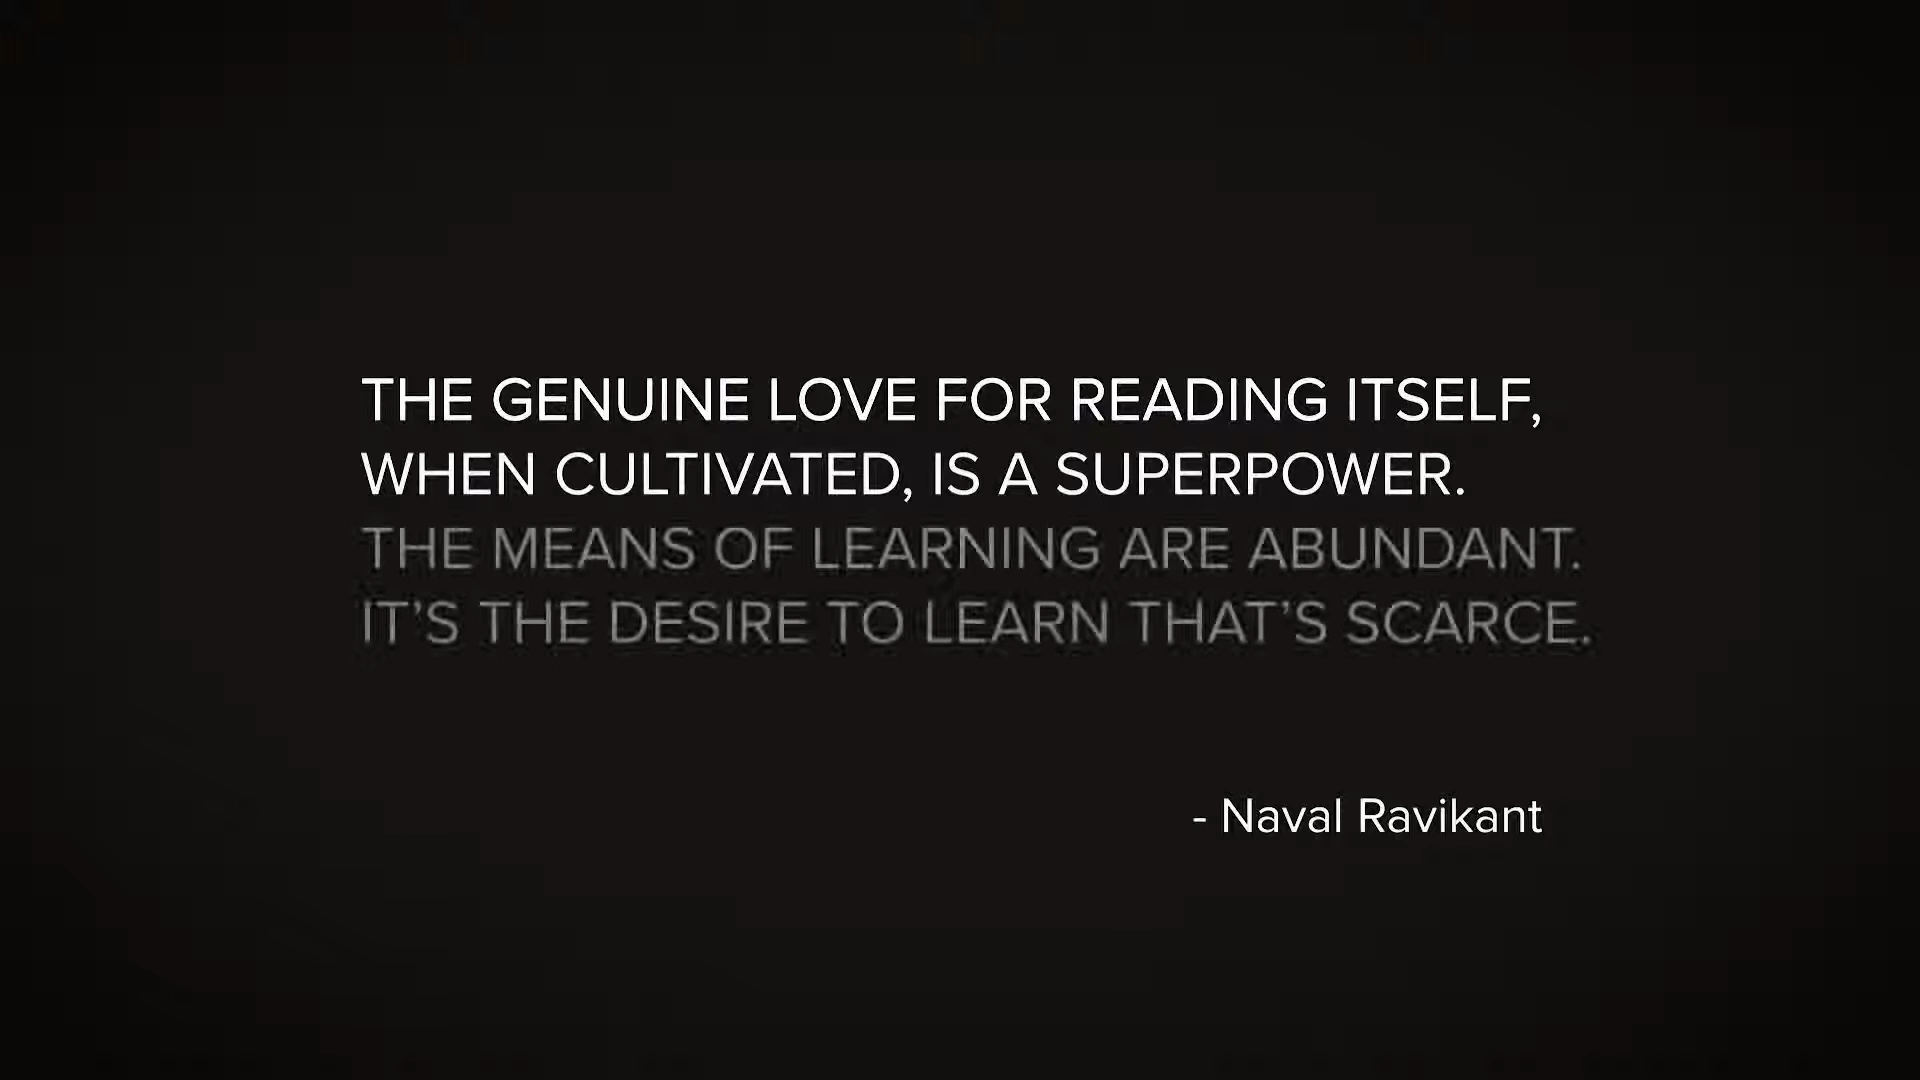 THE GENUINE LOVE FOR READING ITSELF,
WHEN CULTIVATED, IS A SUPERPOWER.
THE MEANS OF LEARNING ARE ABUNDANT.
IT’S THE DESIRE TO LEARN THAT’S SCARCE.
- Naval Ravikant